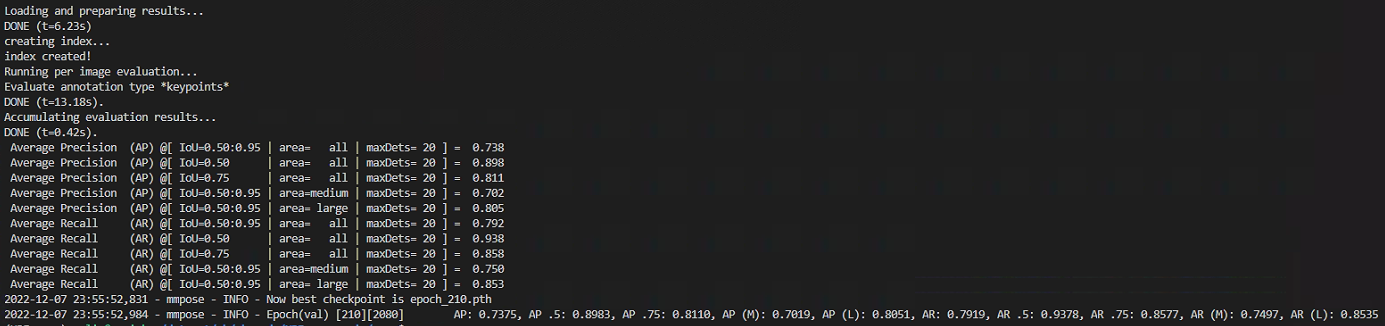 Loading and preparing results...
DONE (t=6.23s)
creating index...
index created!
Running per image evaluation...
Evaluate annotation type *keypoints*
DONE (t=13.18s).
Accumulating evaluation results...
DONE (t=0.42s).
 Average Precision  (AP) @[ IoU=0.50:0.95 | area=   all | maxDets= 20 ] =  0.738
 Average Precision  (AP) @[ IoU=0.50      | area=   all | maxDets= 20 ] =  0.898
 Average Precision  (AP) @[ IoU=0.75      | area=   all | maxDets= 20 ] =  0.811
 Average Precision  (AP) @[ IoU=0.50:0.95 | area=medium | maxDets= 20 ] =  0.702
 Average Precision  (AP) @[ IoU=0.50:0.95 | area= large | maxDets= 20 ] =  0.805
 Average Recall     (AR) @[ IoU=0.50:0.95 | area=   all | maxDets= 20 ] =  0.792
 Average Recall     (AR) @[ IoU=0.50      | area=   all | maxDets= 20 ] =  0.938
 Average Recall     (AR) @[ IoU=0.75      | area=   all | maxDets= 20 ] =  0.858
 Average Recall     (AR) @[ IoU=0.50:0.95 | area=medium | maxDets= 20 ] =  0.750
 Average Recall     (AR) @[ IoU=0.50:0.95 | area= large | maxDets= 20 ] =  0.853
2022-12-07 23:55:52,831 - mmpose - INFO - Now best checkpoint is epoch_210.pth
2022-12-07 23:55:52,984 - mmpose - INFO - Epoch(val) [210][2080]        AP: 0.7375, AP .5: 0.8983, AP .75: 0.8110, AP (M): 0.7019, AP (L): 0.8051, AR: 0.7919, AR .5: 0.9378, AR .75: 0.8577, AR (M): 0.7497, AR (L): 0.8535